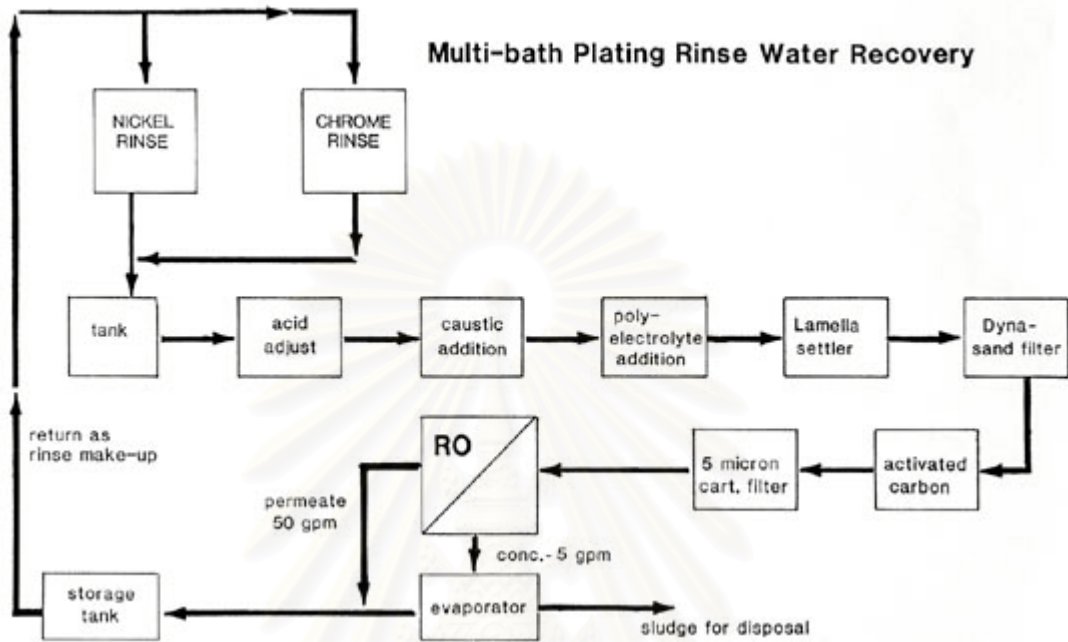 Multi-bath Plating Rinse Water Recovery
NICKEL
RINSE
CHROME
RINSE
tank
acid
adjust
caustic
addition
poly-
electrolyte
addition
Lamella
settler
Dyna-
sand filter
return as
rinse make-up
RO
5 micron
cart. filter
activated
carbon
permeate
50 gpm
conc.- 5 gpm
storage
tank
evaporator
sludge for disposal